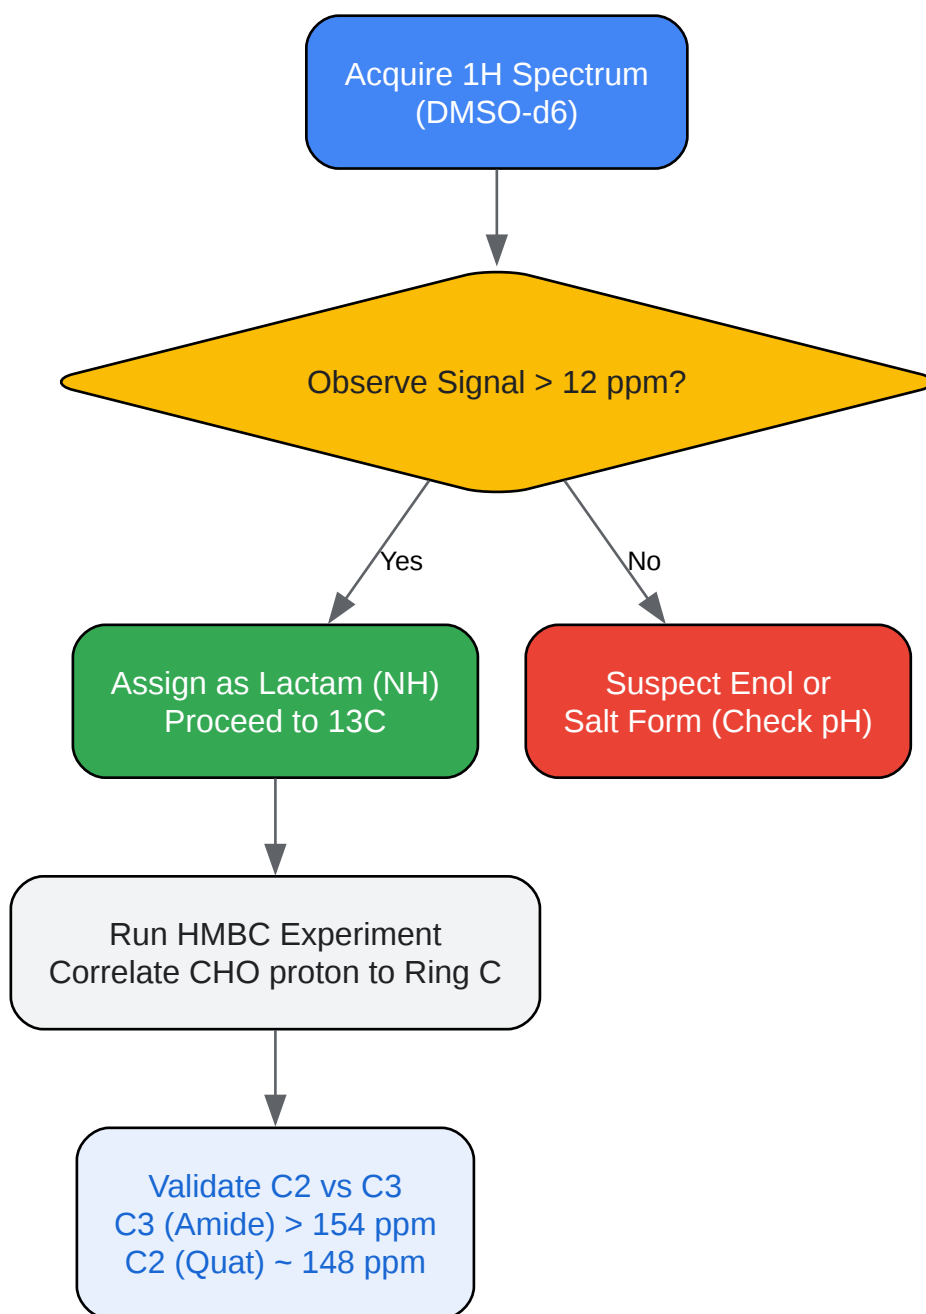 Acquire 1H Spectrum
(DMSO-d6)
Observe Signal > 12 ppm?
Yes
No
Assign as Lactam (NH)
Proceed to 13C
Suspect Enol or
Salt Form (Check pH)
Run HMBC Experiment
Correlate CHO proton to Ring C
Validate C2 vs C3
C3 (Amide) > 154 ppm
C2 (Quat) ~ 148 ppm